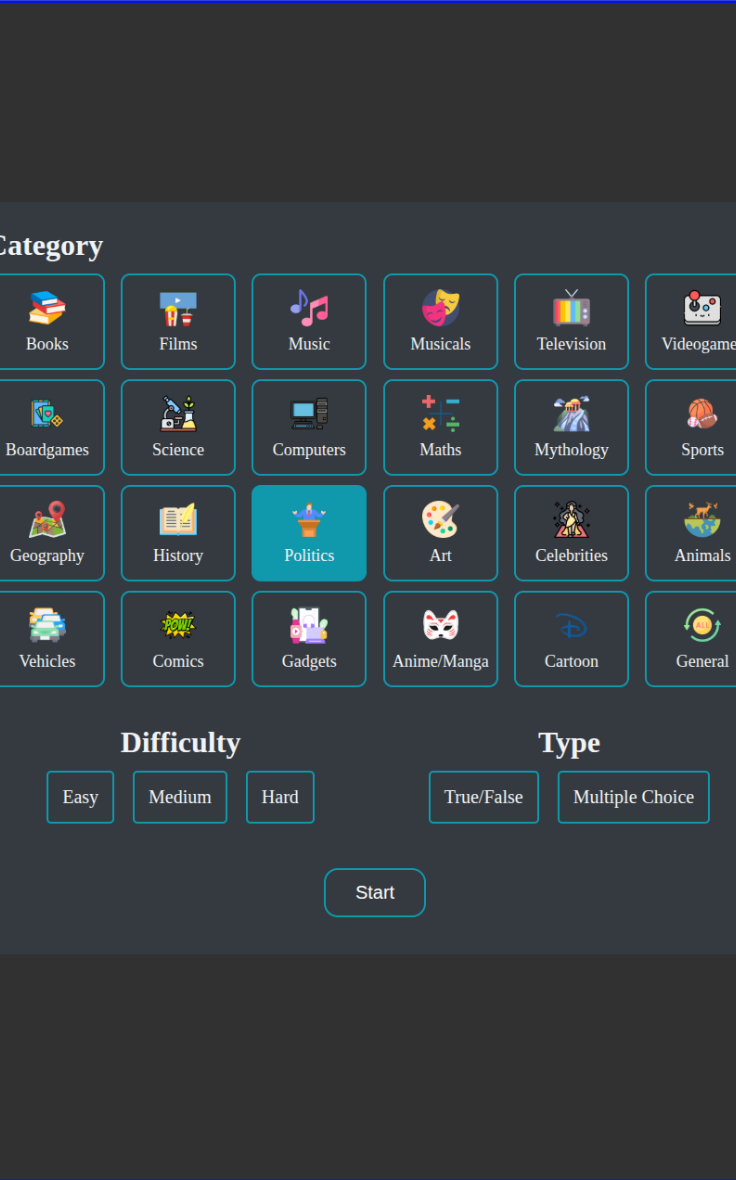 Category
Books Films Music Musicals Television Videogame
Boardgames Science Computers Maths Mythology Sports
Geography History Politics Art Celebrities Animals
POW!
ALL
Vehicles Comics Gadgets Anime/Manga Cartoon General
Difficulty Type
Easy Medium Hard True/False Multiple Choice
Start